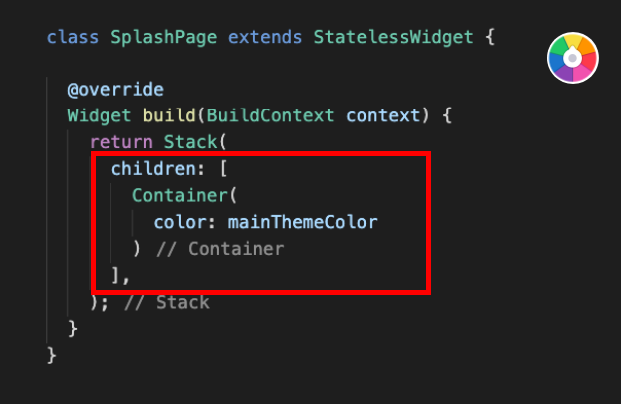 class SplashPage extends StatelessWidget {
@override
Widget build(BuildContext context) {
return Stack(
children: [
Container(
color: mainThemeColor
) // Container
],
); // Stack
}
}